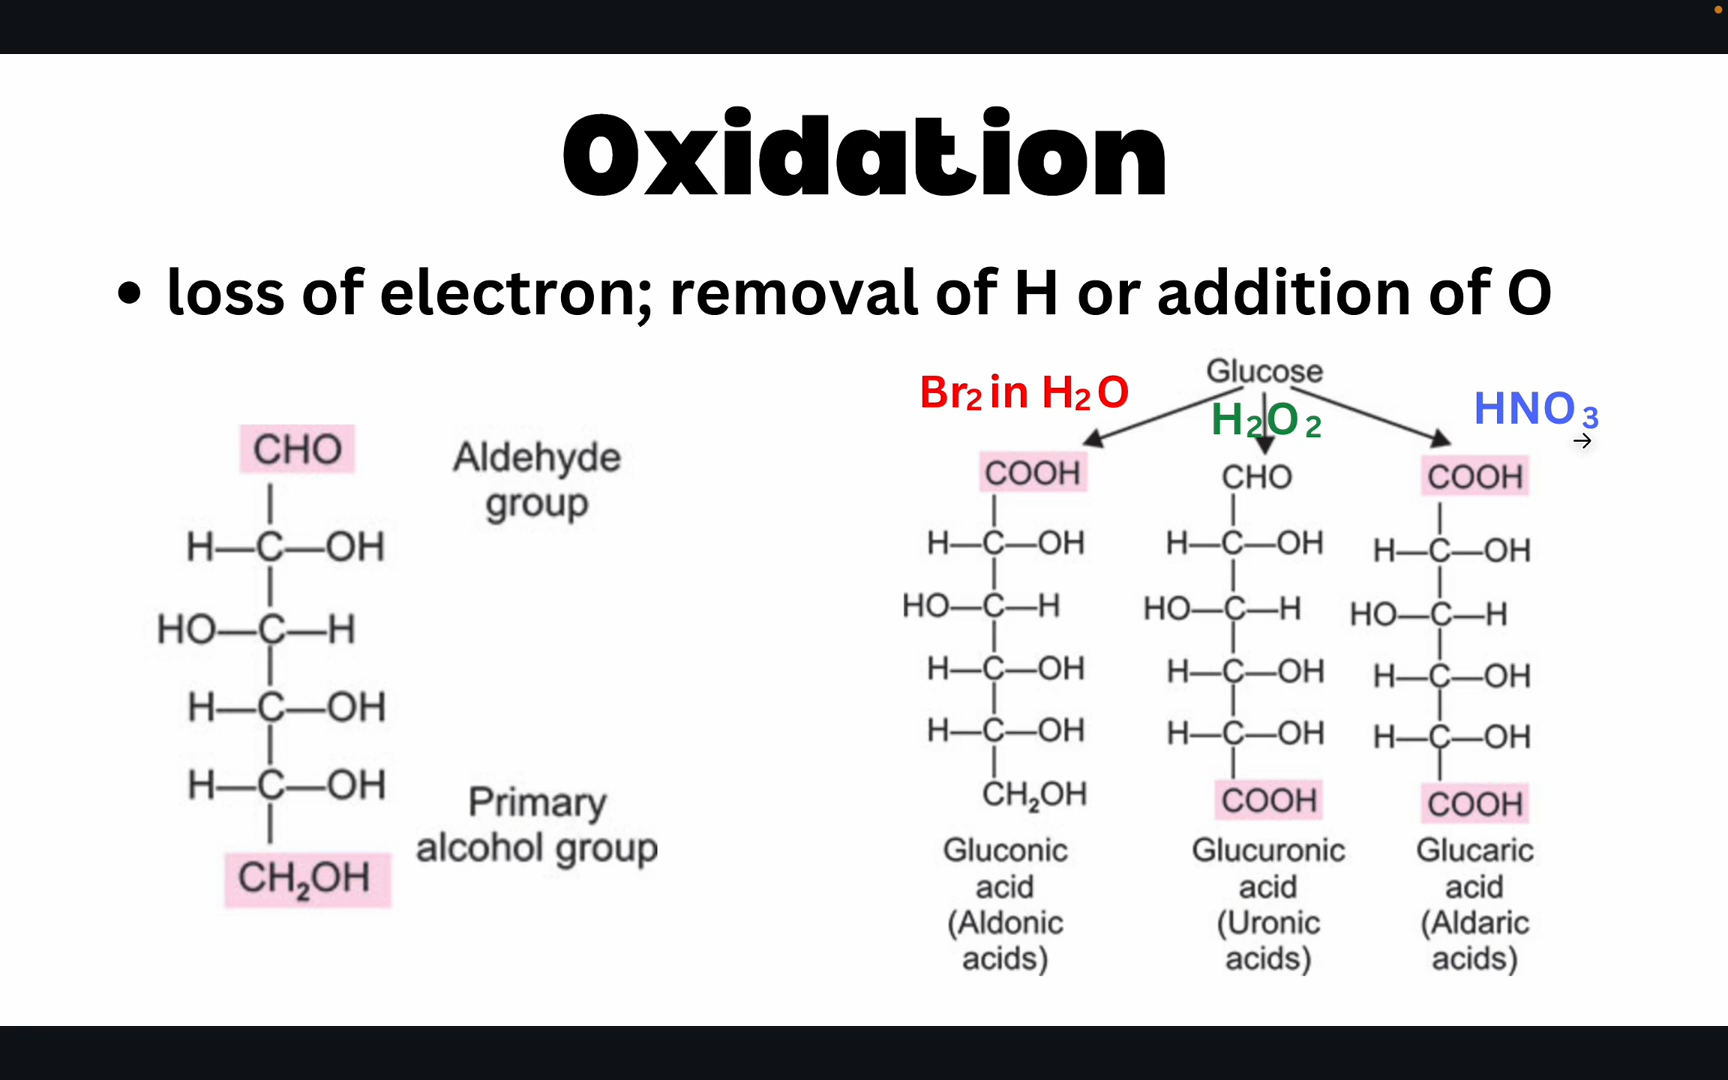 Oxidation
• loss of electron; removal of H or addition of O
CHO
H—C—OH
HO—C—H
H—C—OH
H—C—OH
CH₂OH
Aldehyde
group
Primary
alcohol group
Glucose
Br₂ in H₂O
H₂O₂
HNO₃
COOH
H—C—OH
HO—C—H
H—C—OH
H—C—OH
CH₂OH
Gluconic
acid
(Aldonic
acids)
CHO
H—C—OH
HO—C—H
H—C—OH
H—C—OH
COOH
Glucuronic
acid
(Uronic
acids)
COOH
H—C—OH
HO—C—H
H—C—OH
H—C—OH
COOH
Glucaric
acid
(Aldaric
acids)